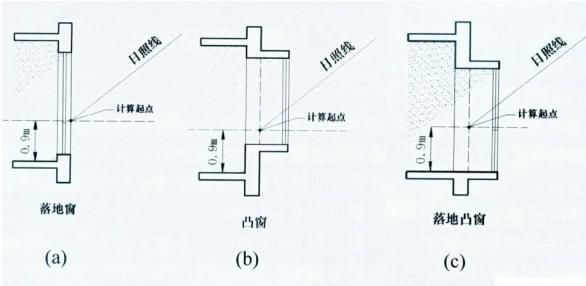 日照线
计算起点
0.9m
落地窗
(a)
日照线
计算起点
0.9m
凸窗
(b)
日照线
计算起点
0.9m
落地凸窗
(c)